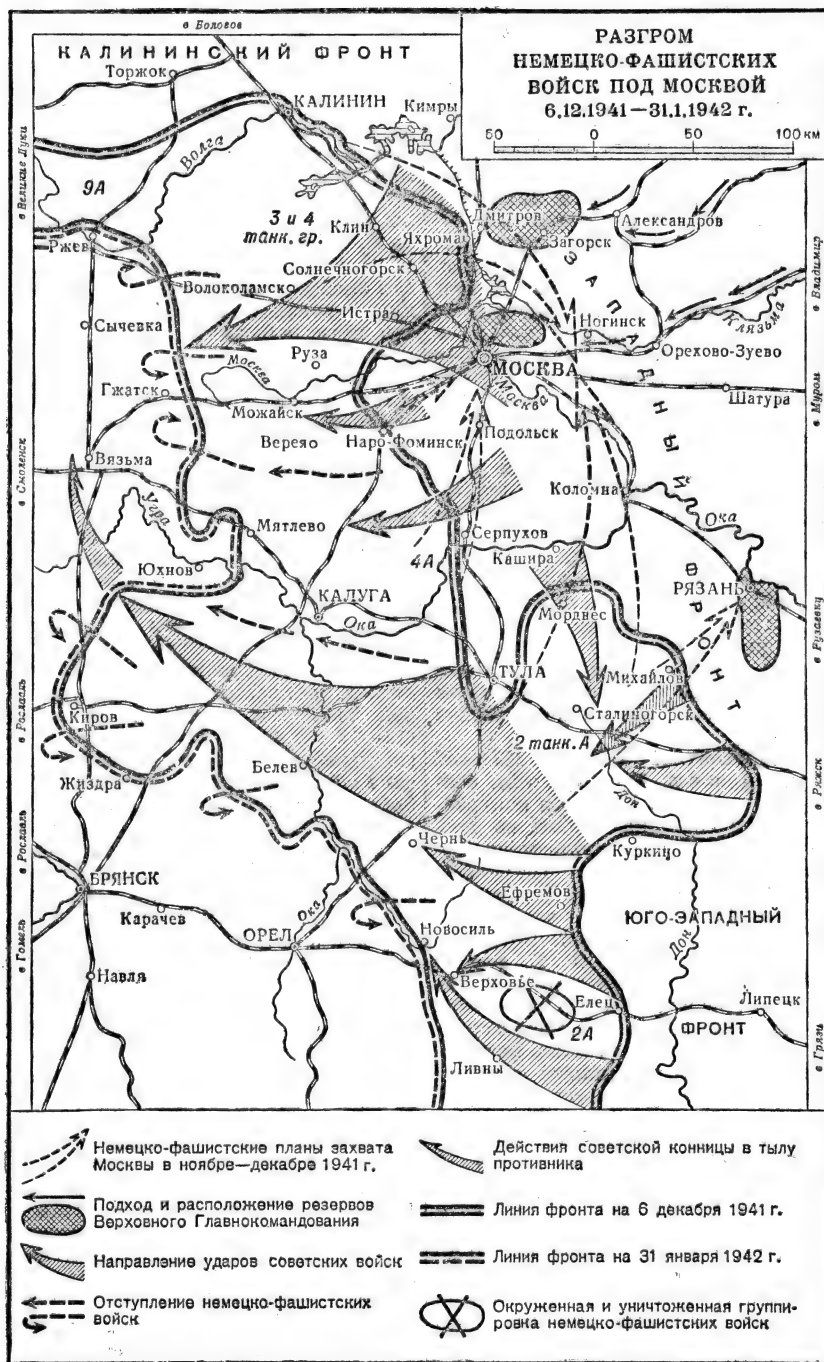 в Бологое
КАЛИНИНСКИЙ ФРОНТ
РАЗГРОМ
НЕМЕЦКО-ФАШИСТСКИХ
ВОЙСК ПОД МОСКВОЙ
6.12.1941—31.1.1942 г.
50 0 50 100 км
Торжок
КАЛИНИН
Кимры
Волга
в Великие Луки
9А
3 и 4
танк. гр.
Клин
Дмитров
Александров
Яхрома
Загорск
Ржев
Солнечногорск
Волоколамск
в Владимир
Истра
Ногинск
Клязьма
Сычевка
Руза
Москва
МОСКВА
Орехово-Зуево
Гжатск
Можайск
Москва
Шатура
в Муром
Верея
Наро-Фоминск
Подольск
ЗАПАДНЫЙ ФРОНТ
Вязьма
в Смоленск
Коломна
Угра
Мятлево
Серпухов
Ока
4А
Кашира
Юхнов
РЯЗАНЬ
КАЛУГА
Ока
Мордвес
в Рузаевку
ТУЛА
Михайлов
Киров
в Рославль
Сталиногорск
2 танк. А
Жиздра
Белев
Дон
в Ряжск
Чернь
Куркино
в Рославль
БРЯНСК
Ефремов
Карачев
ОРЕЛ
Ока
Новосиль
ЮГО-ЗАПАДНЫЙ
Дон
в Гомель
Навля
Верховье
Елец
Липецк
2А
ФРОНТ
Ливны
в Грязи
Немецко-фашистские планы захвата
Москвы в ноябре—декабре 1941 г.
Подход и расположение резервов
Верховного Главнокомандования
Направление ударов советских войск
Отступление немецко-фашистских
войск
Действия советской конницы в тылу
противника
Линия фронта на 6 декабря 1941 г.
Линия фронта на 31 января 1942 г.
Окруженная и уничтоженная группи-
ровка немецко-фашистских войск